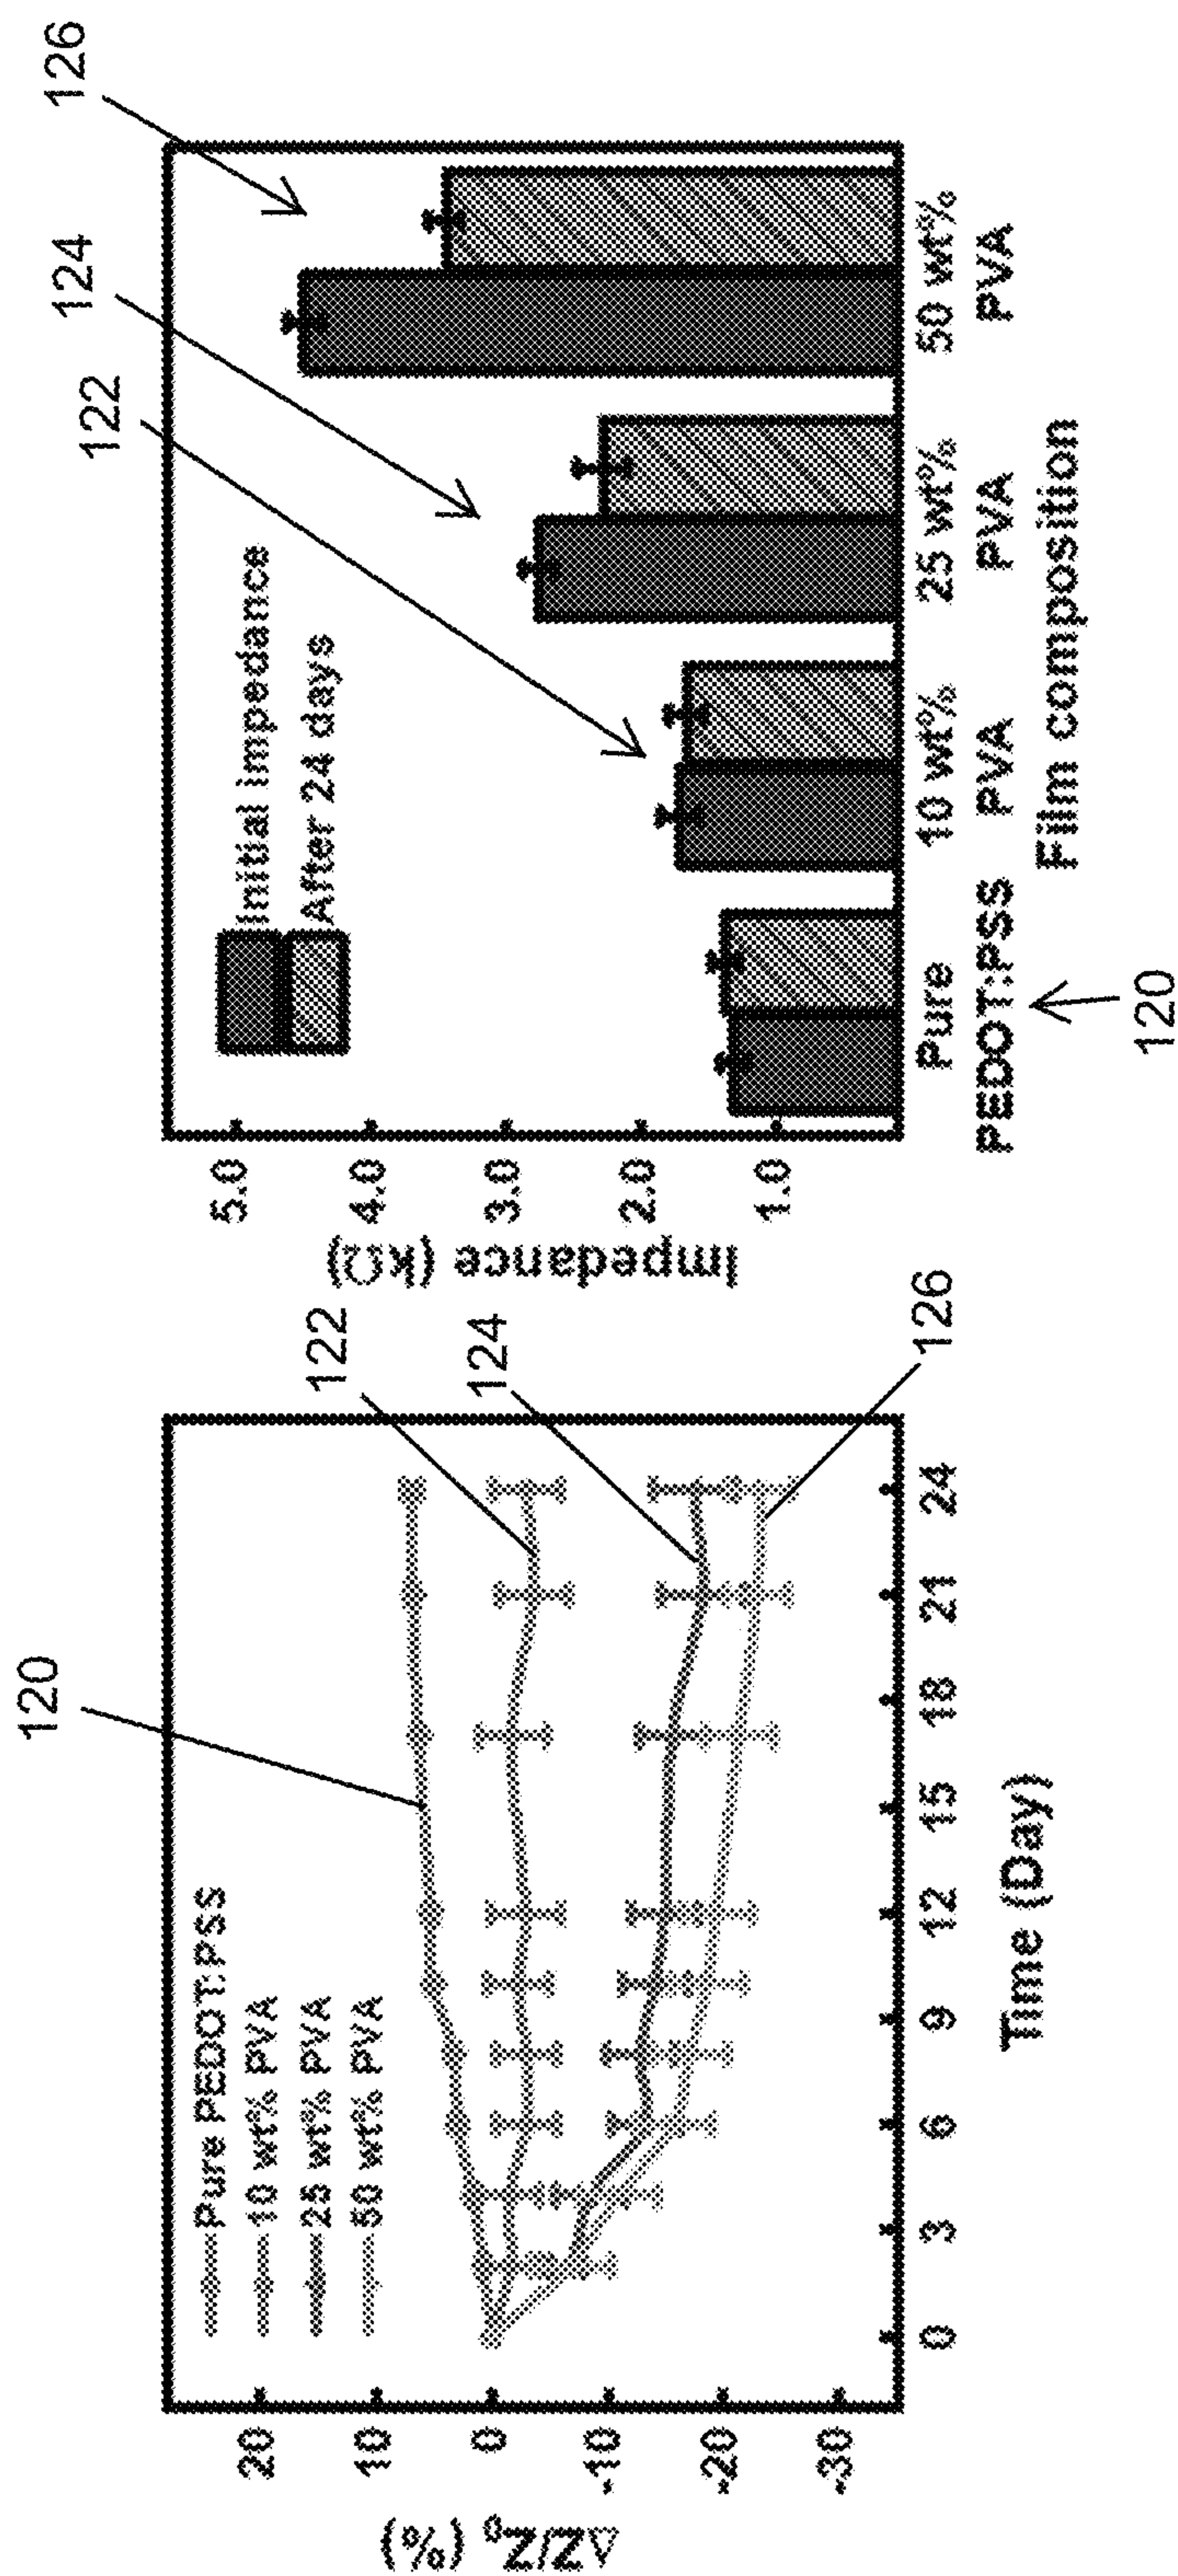 120
Pure PEDOT:PSS
10 wt% PVA
25 wt% PVA
50 wt% PVA
122
124
126
20
10
0
-10
-20
-30
ΔZ/Z₀ (%)
0 3 6 9 12 15 18 21 24
Time (Day)
122
124
126
Initial impedance
After 24 days
5.0
4.0
3.0
2.0
1.0
Impedance (kΩ)
Pure 10 wt% 25 wt% 50 wt%
PEDOT:PSS PVA PVA PVA
Film composition
120